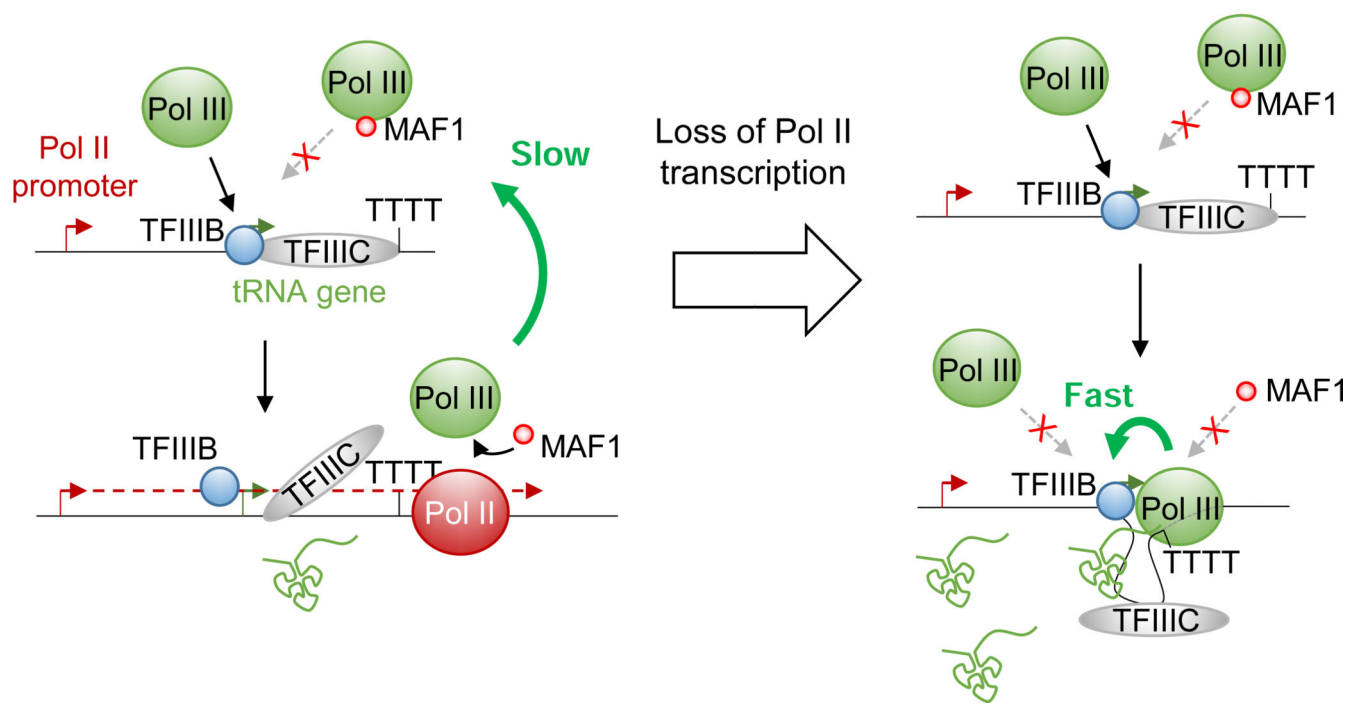 Pol III
Pol III
MAF1
Pol II
promoter
Slow
TTTT
TFIIIB
TFIIIC
tRNA gene
Pol III
MAF1
TFIIIB
TFIIIC
TTTT
Pol II
Loss of Pol II
transcription
Pol III
Pol III
MAF1
TTTT
TFIIIB
TFIIIC
Pol III
Fast
MAF1
TFIIIB
Pol III
TTTT
TFIIIC